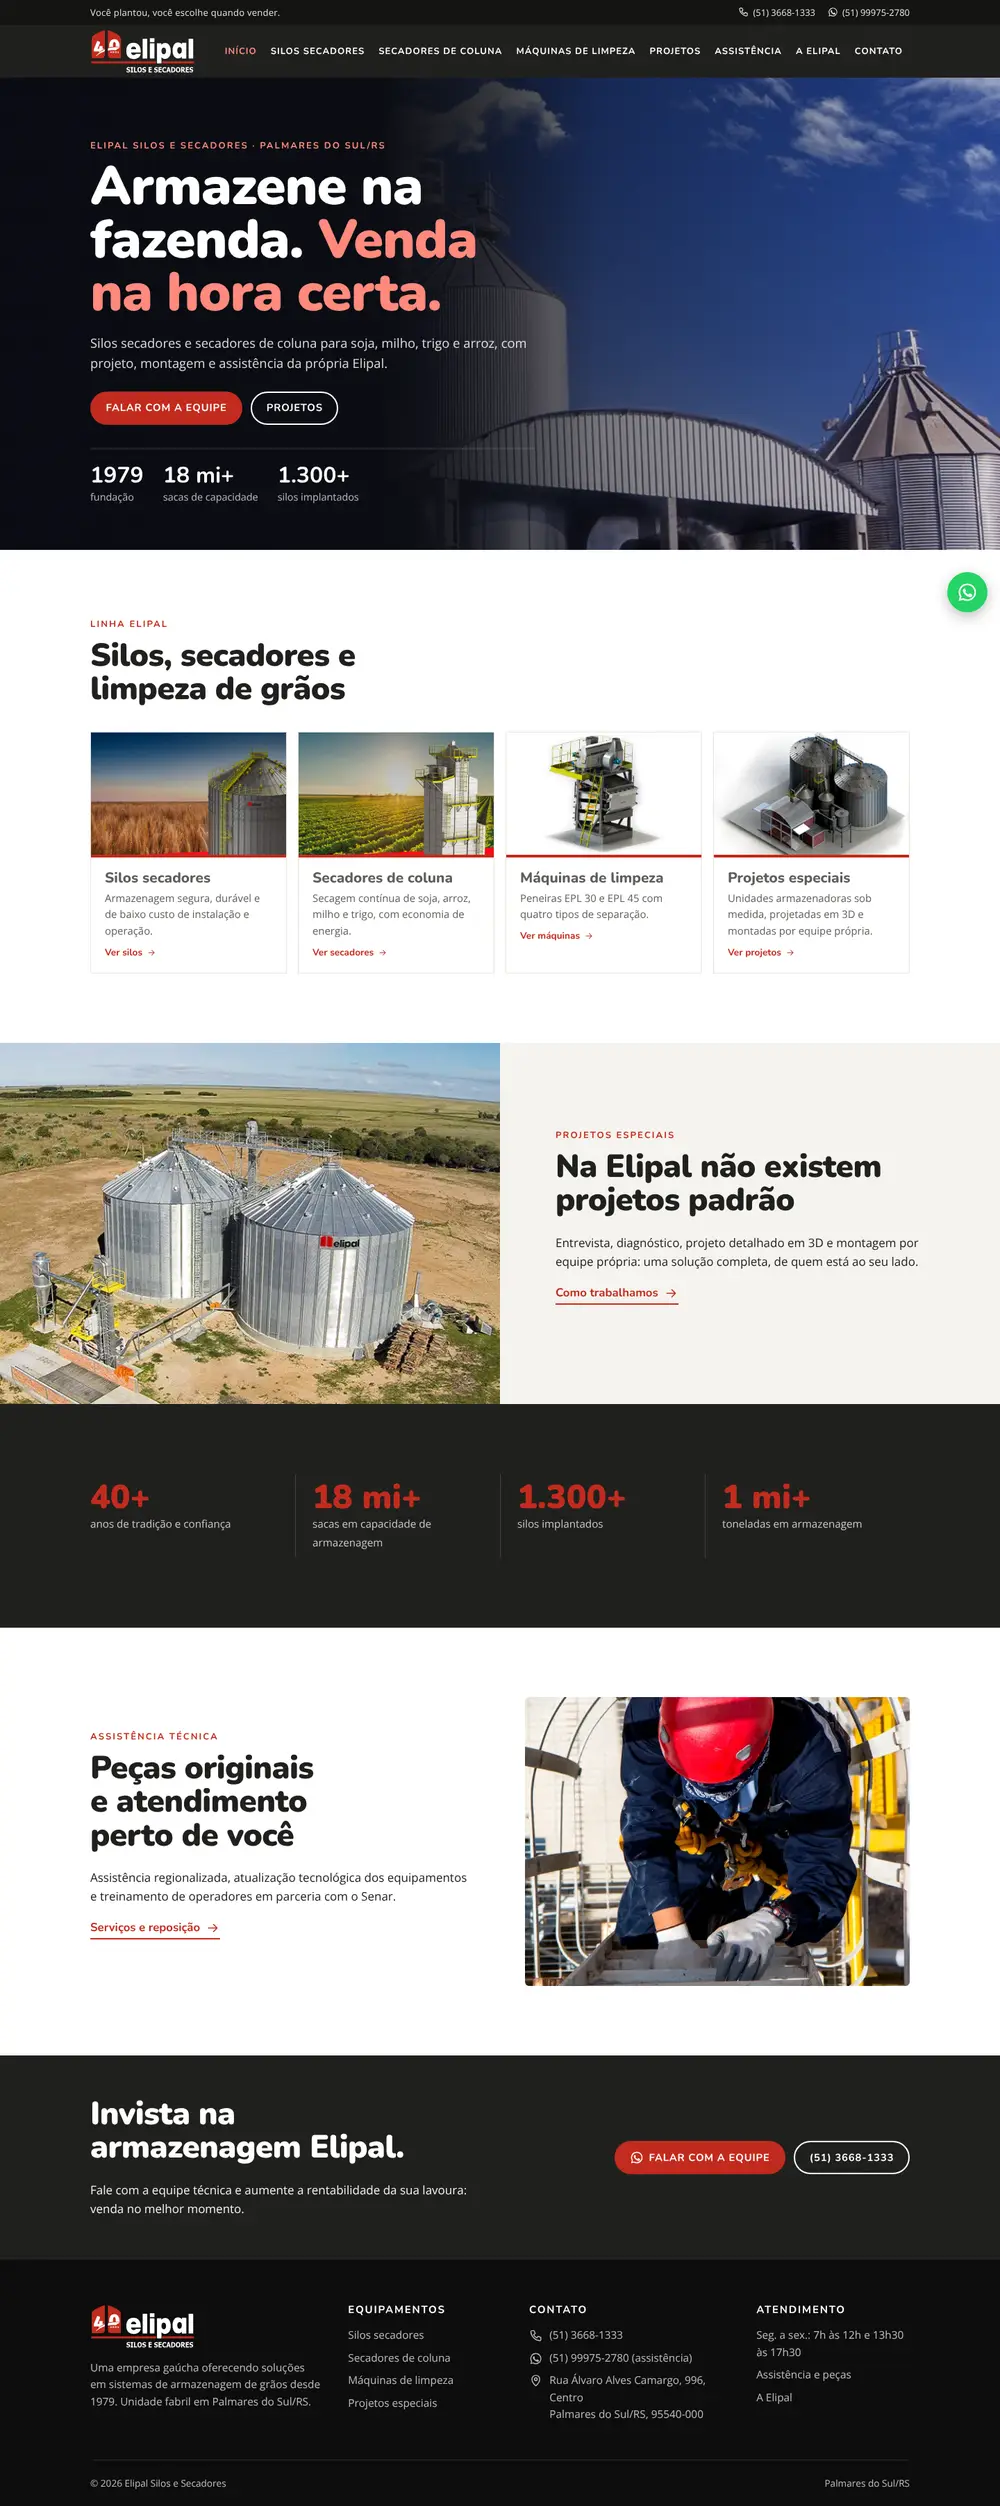 Você plantou, você escolhe quando vender.
(51) 3668-1333
(51) 99975-2780
40 elipal
SILOS E SECADORES
INÍCIO
SILOS SECADORES
SECADORES DE COLUNA
MÁQUINAS DE LIMPEZA
PROJETOS
ASSISTÊNCIA
A ELIPAL
CONTATO
ELIPAL SILOS E SECADORES · PALMARES DO SUL/RS
Armazene na
fazenda. Venda
na hora certa.
Silos secadores e secadores de coluna para soja, milho, trigo e arroz, com
projeto, montagem e assistência da própria Elipal.
FALAR COM A EQUIPE
PROJETOS
1979
fundação
18 mi+
sacas de capacidade
1.300+
silos implantados
LINHA ELIPAL
Silos, secadores e
limpeza de grãos
Silos secadores
Armazenagem segura, durável e
de baixo custo de instalação e
operação.
Ver silos →
Secadores de coluna
Secagem contínua de soja, arroz,
milho e trigo, com economia de
energia.
Ver secadores →
Máquinas de limpeza
Peneiras EPL 30 e EPL 45 com
quatro tipos de separação.
Ver máquinas →
Projetos especiais
Unidades armazenadoras sob
medida, projetadas em 3D e
montadas por equipe própria.
Ver projetos →
elipal
PROJETOS ESPECIAIS
Na Elipal não existem
projetos padrão
Entrevista, diagnóstico, projeto detalhado em 3D e montagem por
equipe própria: uma solução completa, de quem está ao seu lado.
Como trabalhamos →
40+
anos de tradição e confiança
18 mi+
sacas em capacidade de
armazenagem
1.300+
silos implantados
1 mi+
toneladas em armazenagem
ASSISTÊNCIA TÉCNICA
Peças originais
e atendimento
perto de você
Assistência regionalizada, atualização tecnológica dos equipamentos
e treinamento de operadores em parceria com o Senar.
Serviços e reposição →
Invista na
armazenagem Elipal.
Fale com a equipe técnica e aumente a rentabilidade da sua lavoura:
venda no melhor momento.
FALAR COM A EQUIPE
(51) 3668-1333
40 elipal
SILOS E SECADORES
Uma empresa gaúcha oferecendo soluções
em sistemas de armazenagem de grãos desde
1979. Unidade fabril em Palmares do Sul/RS.
EQUIPAMENTOS
Silos secadores
Secadores de coluna
Máquinas de limpeza
Projetos especiais
CONTATO
(51) 3668-1333
(51) 99975-2780 (assistência)
Rua Álvaro Alves Camargo, 996,
Centro
Palmares do Sul/RS, 95540-000
ATENDIMENTO
Seg. a sex.: 7h às 12h e 13h30
às 17h30
Assistência e peças
A Elipal
© 2026 Elipal Silos e Secadores
Palmares do Sul/RS